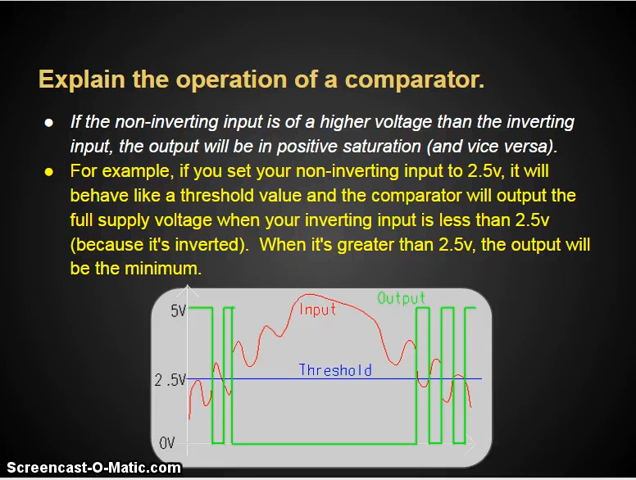 Explain the operation of a comparator.
● If the non-inverting input is of a higher voltage than the inverting
input, the output will be in positive saturation (and vice versa).
● For example, if you set your non-inverting input to 2.5v, it will
behave like a threshold value and the comparator will output the
full supply voltage when your inverting input is less than 2.5v
(because it's inverted). When it's greater than 2.5v, the output will
be the minimum.
Output
5V
Input
Threshold
2.5V
0V
Screencast-O-Matic.com